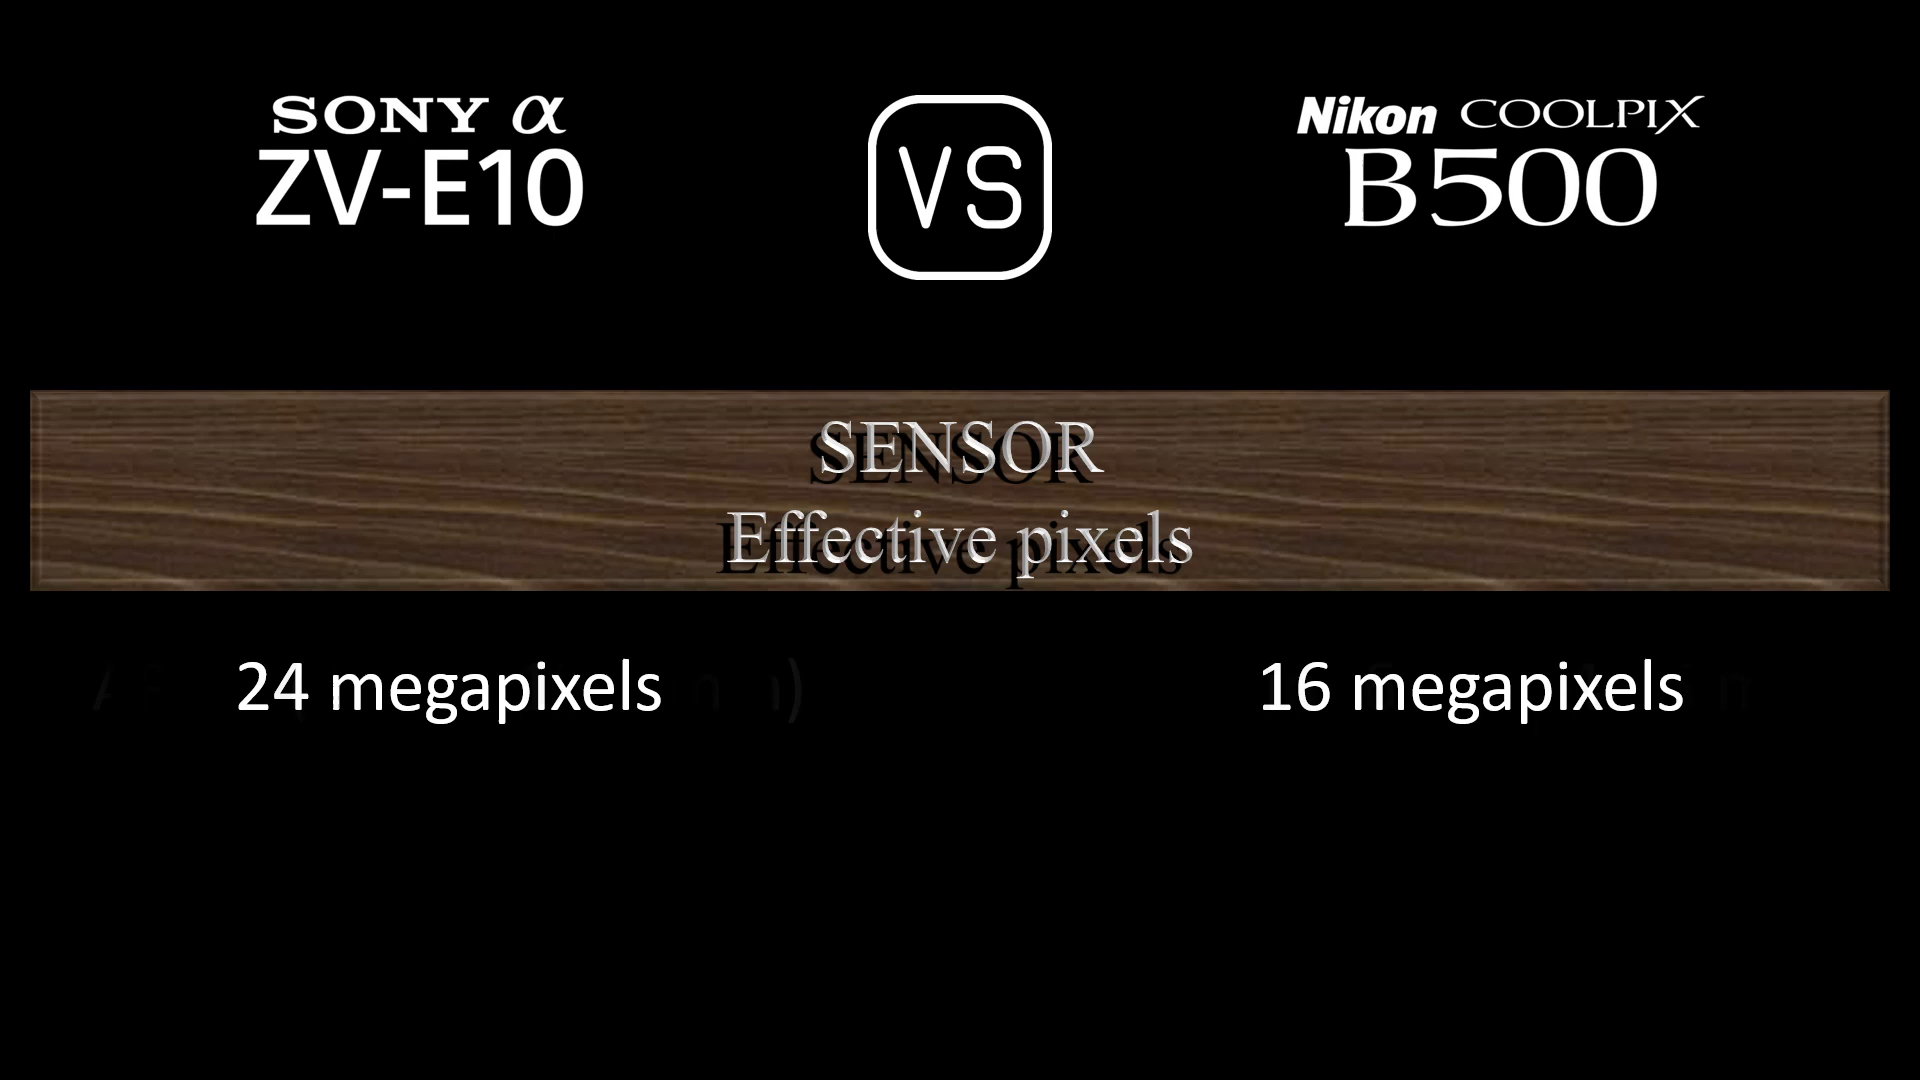 SONY α
ZV-E10
VS
Nikon COOLPIX
B500
SENSOR
Effective pixels
24 megapixels
16 megapixels